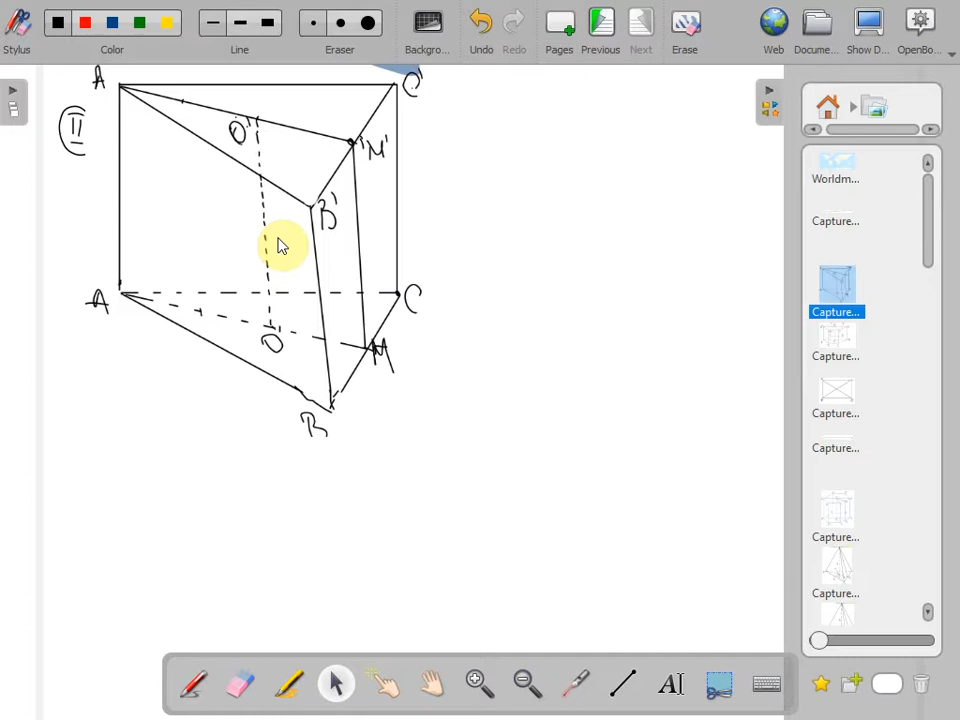 Stylus
Color
Line
Eraser
Backgro...
Undo
Redo
Pages
Previous
Next
Erase
Web
Docume...
Show D...
OpenBo...
A
C'
II
O'
M'
B'
A
C
O
M
B
Worldm...
Capture...
Capture...
Capture...
Capture...
Capture...
Capture...
Capture...